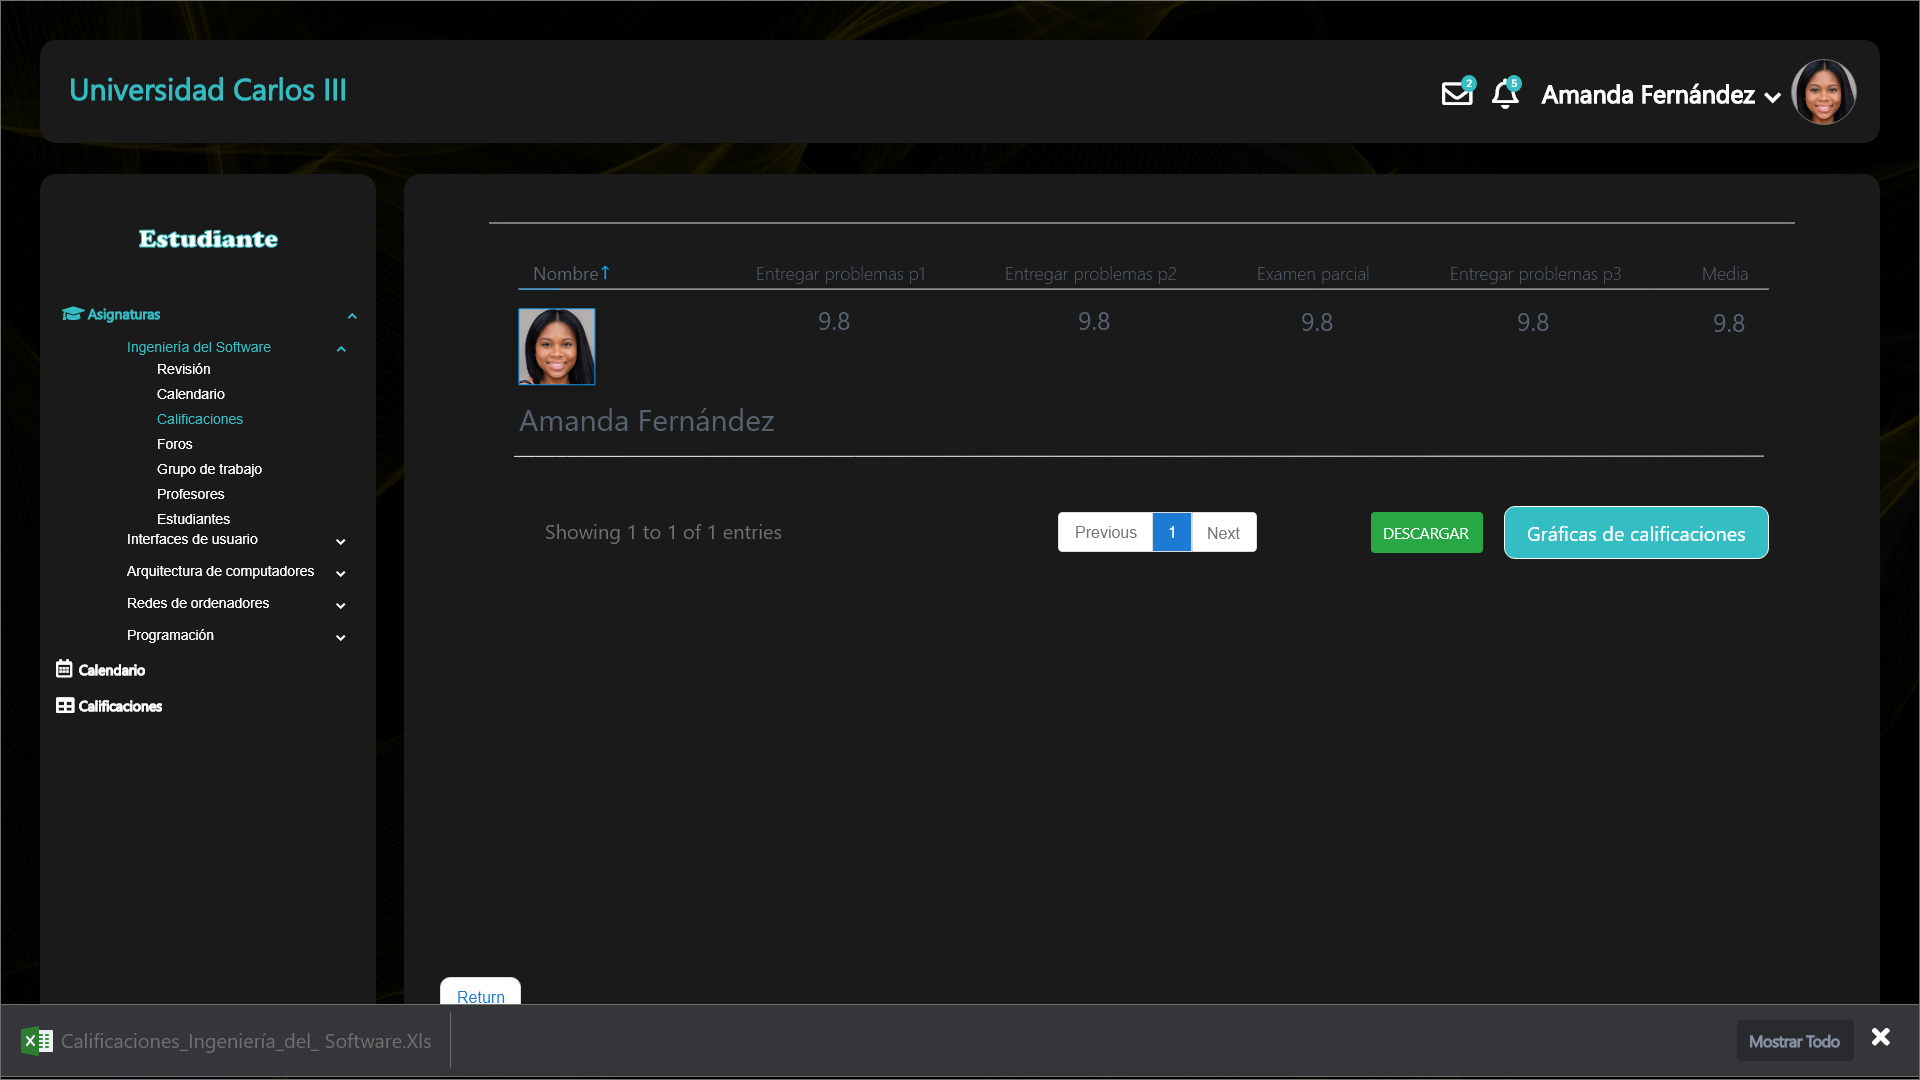 Universidad Carlos III
2
5
Amanda Fernández
Estudiante
Asignaturas
Ingeniería del Software
Revisión
Calendario
Calificaciones
Foros
Grupo de trabajo
Profesores
Estudiantes
Interfaces de usuario
Arquitectura de computadores
Redes de ordenadores
Programación
Calendario
Calificaciones
Nombre↑ Entregar problemas p1 Entregar problemas p2 Examen parcial Entregar problemas p3 Media
9.8 9.8 9.8 9.8 9.8
Amanda Fernández
Showing 1 to 1 of 1 entries Previous 1 Next DESCARGAR Gráficas de calificaciones
Return
Calificaciones_Ingeniería_del_ Software.Xls Mostrar Todo